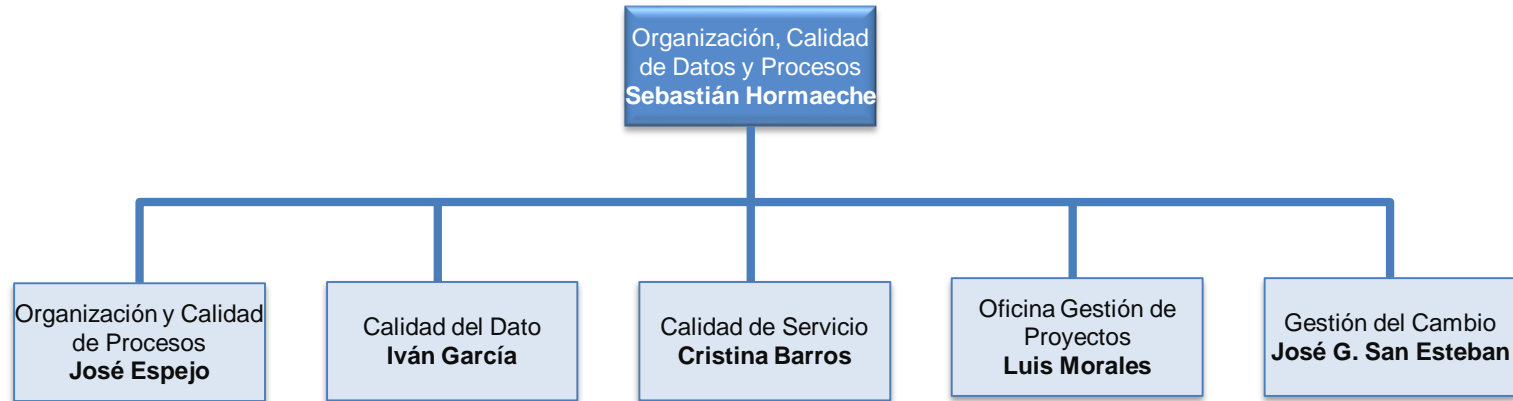 Organización, Calidad
de Datos y Procesos
Sebastián Hormaeche
Organización y Calidad
de Procesos
José Espejo
Calidad del Dato
Iván García
Calidad de Servicio
Cristina Barros
Oficina Gestión de
Proyectos
Luis Morales
Gestión del Cambio
José G. San Esteban